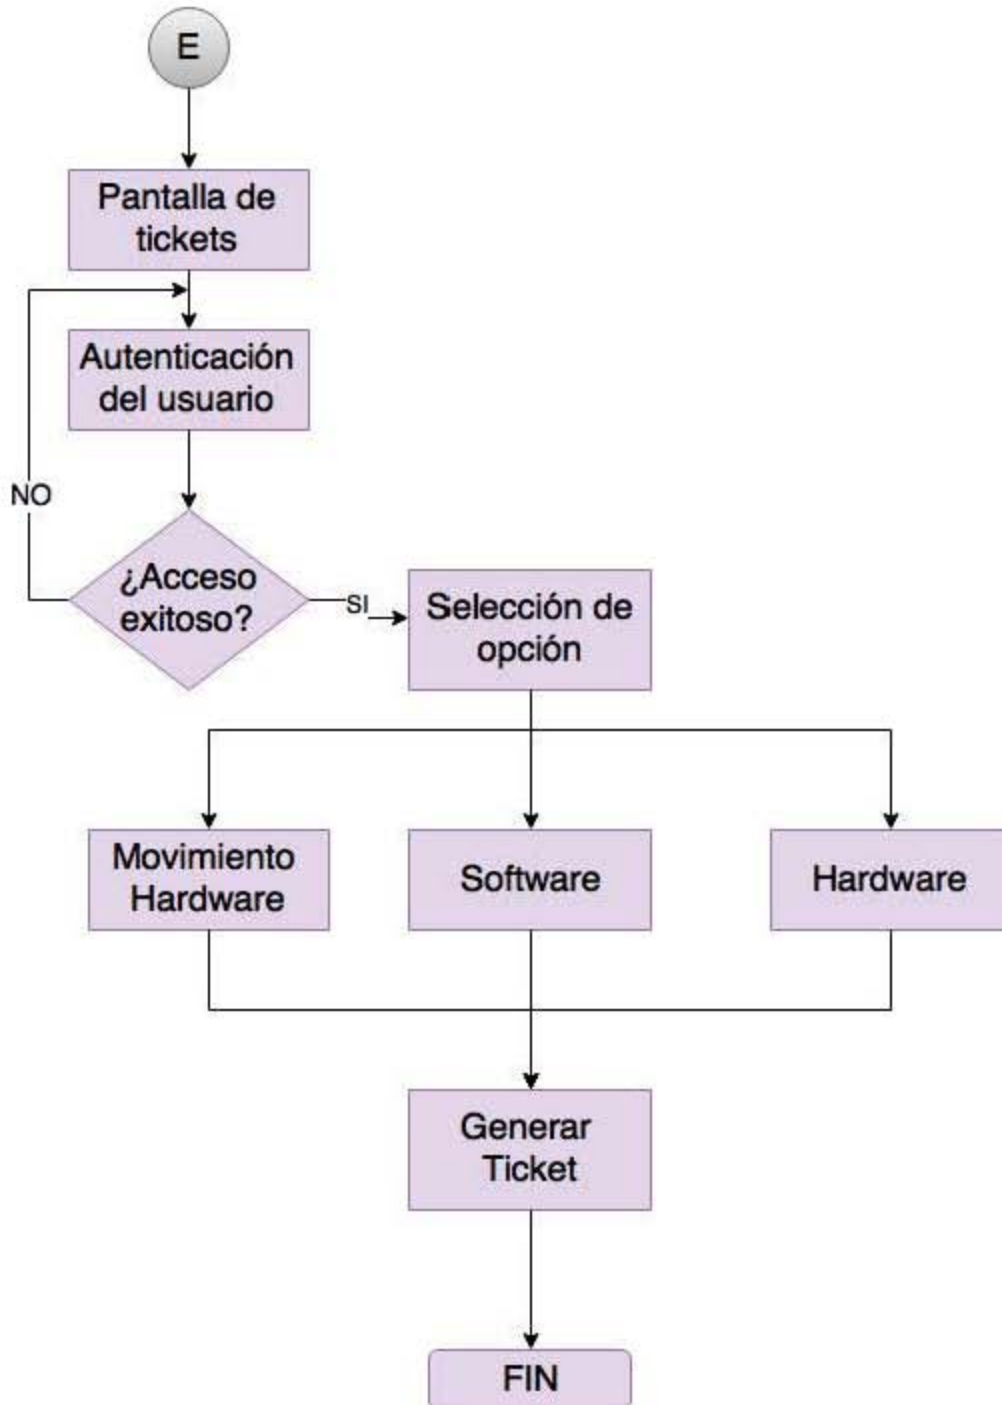 E
Pantalla de
tickets
Autenticación
del usuario
NO
¿Acceso
exitoso?
SI
Selección de
opción
Movimiento
Hardware
Software
Hardware
Generar
Ticket
FIN